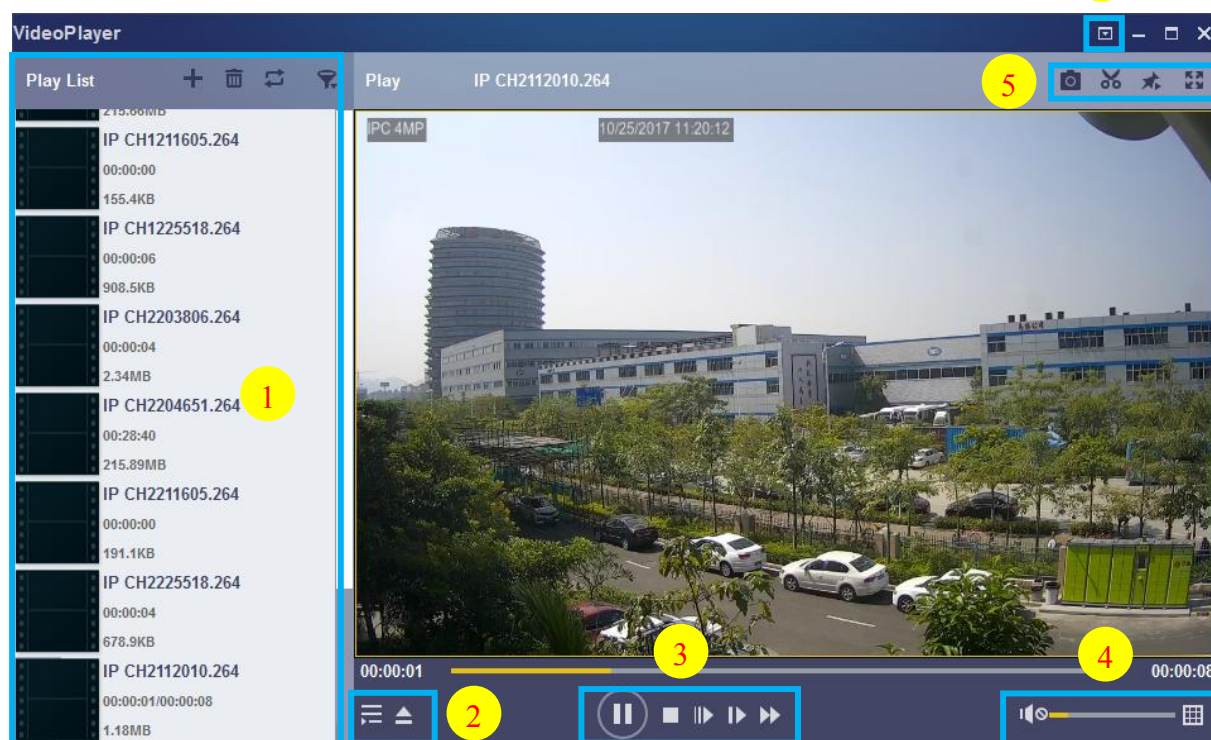 VideoPlayer
Play List
Play
IP CH2112010.264
5
215.66MB
IP CH1211605.264
00:00:00
155.4KB
IP CH1225518.264
00:00:06
908.5KB
IP CH2203806.264
00:00:04
2.34MB
IP CH2204651.264
1
00:28:40
215.89MB
IP CH2211605.264
00:00:00
191.1KB
IP CH2225518.264
00:00:04
678.9KB
IP CH2112010.264
00:00:01/00:00:08
1.18MB
IPC 4MP
10/25/2017 11:20:12
00:00:01
3
4
00:00:08
2